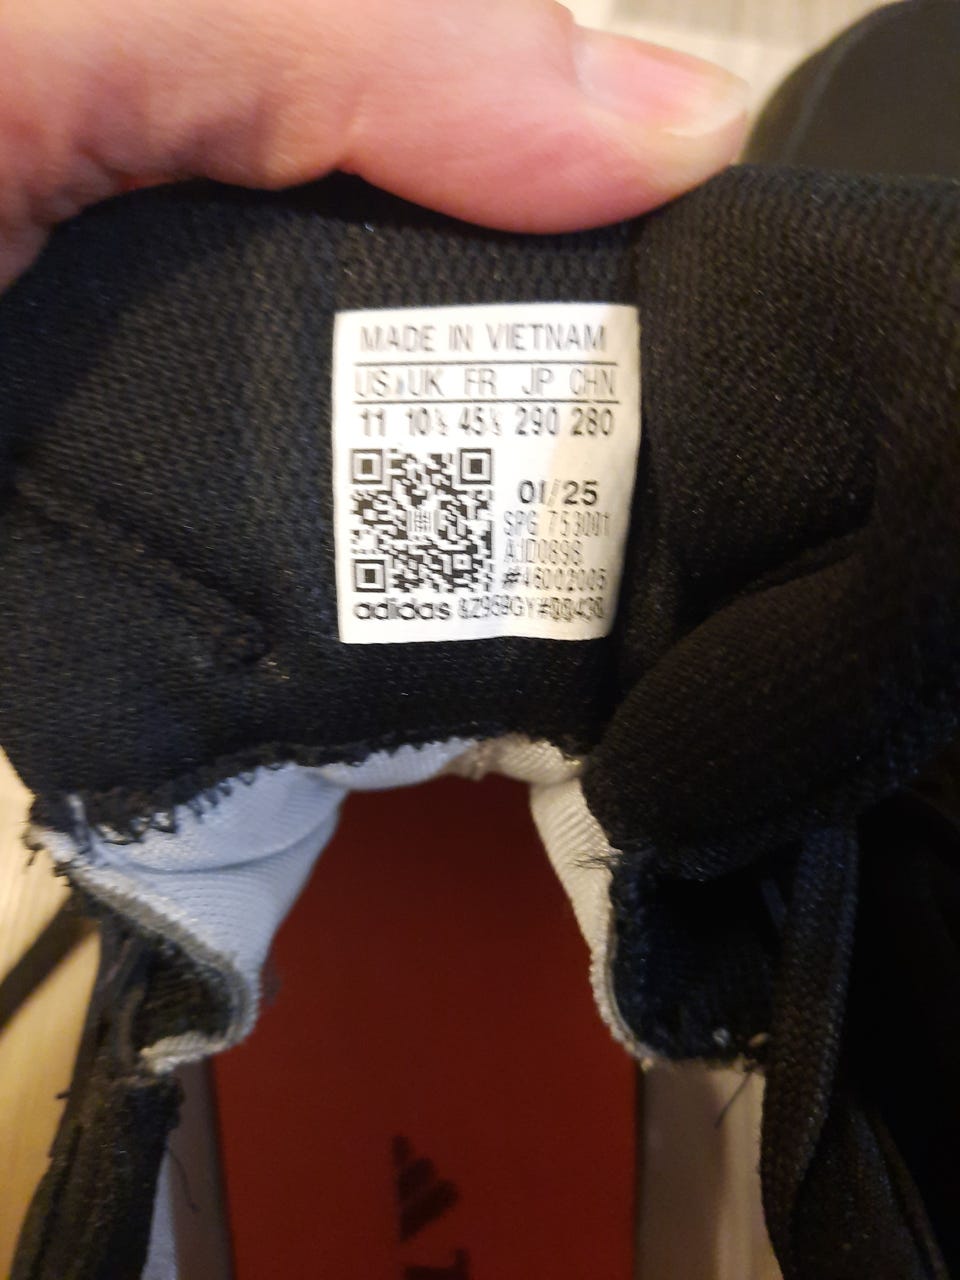 MADE IN VIETNAM
US UK FR JP CHN
11 10½ 45⅓ 290 280
01/25
SPG 753001
#46002005
adidas